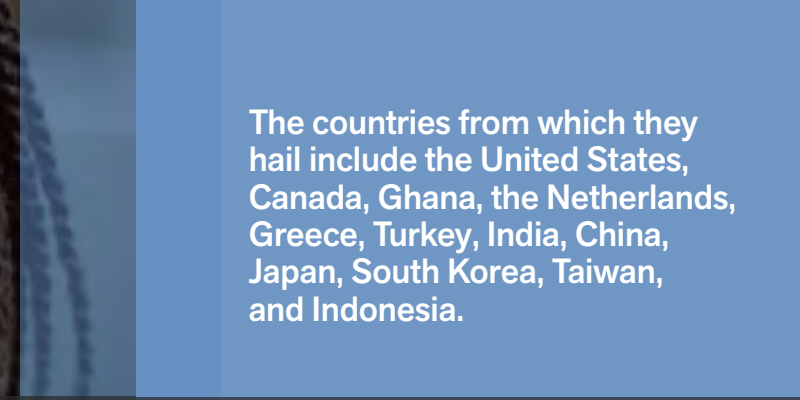 The countries from which they
hail include the United States,
Canada, Ghana, the Netherlands,
Greece, Turkey, India, China,
Japan, South Korea, Taiwan,
and Indonesia.